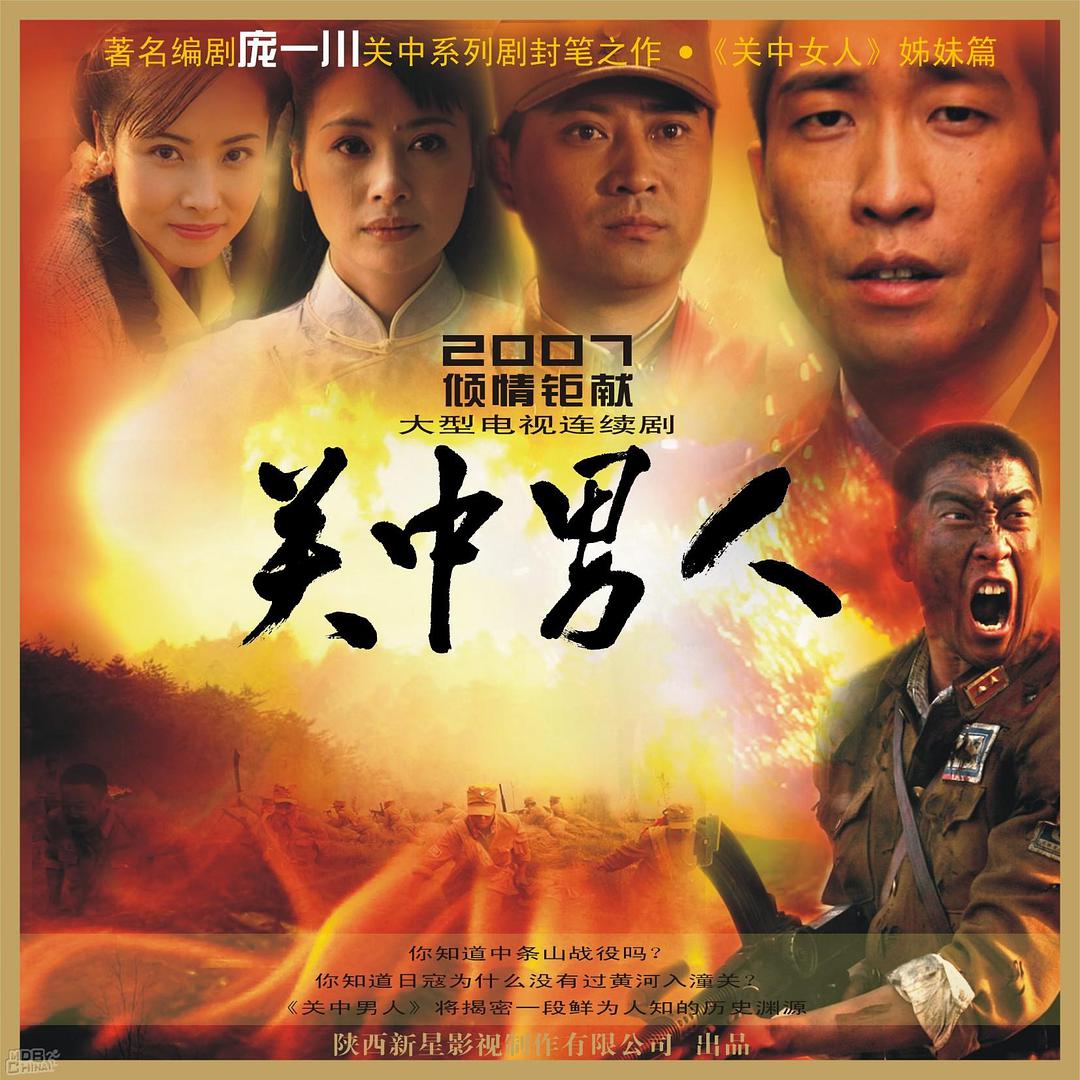 著名编剧庞一川关中系列剧封笔之作 ●《关中女人》姊妹篇
2007
倾情钜献
大型电视连续剧
关中男人
你知道中条山战役吗?
你知道日寇为什么没有过黄河入潼关?
《关中男人》将揭密一段鲜为人知的历史渊源
陕西新星影视制作有限公司 出品
MDB
CHINA